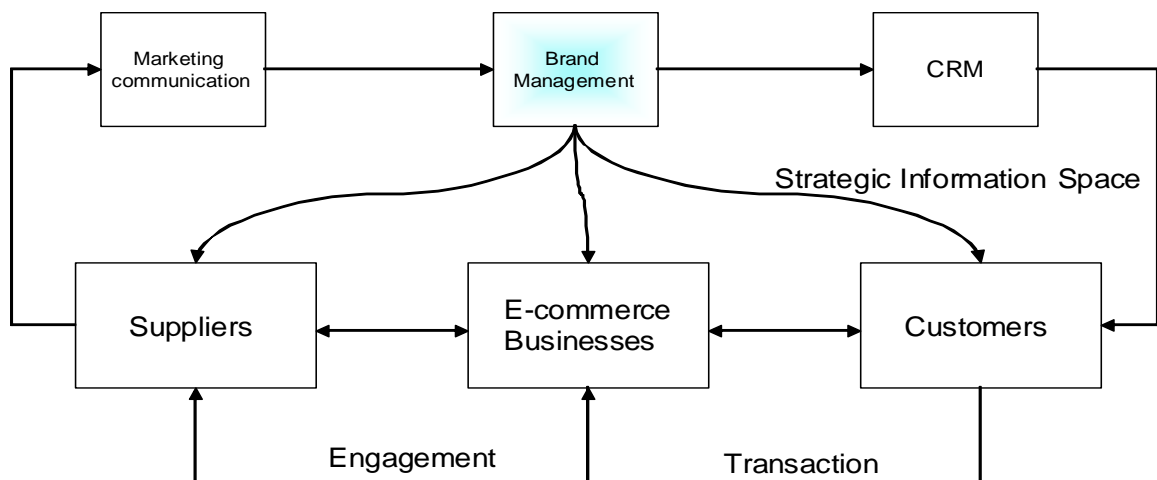 Marketing
communication
Brand
Management
CRM
Strategic Information Space
Suppliers
E-commerce
Businesses
Customers
Engagement
Transaction